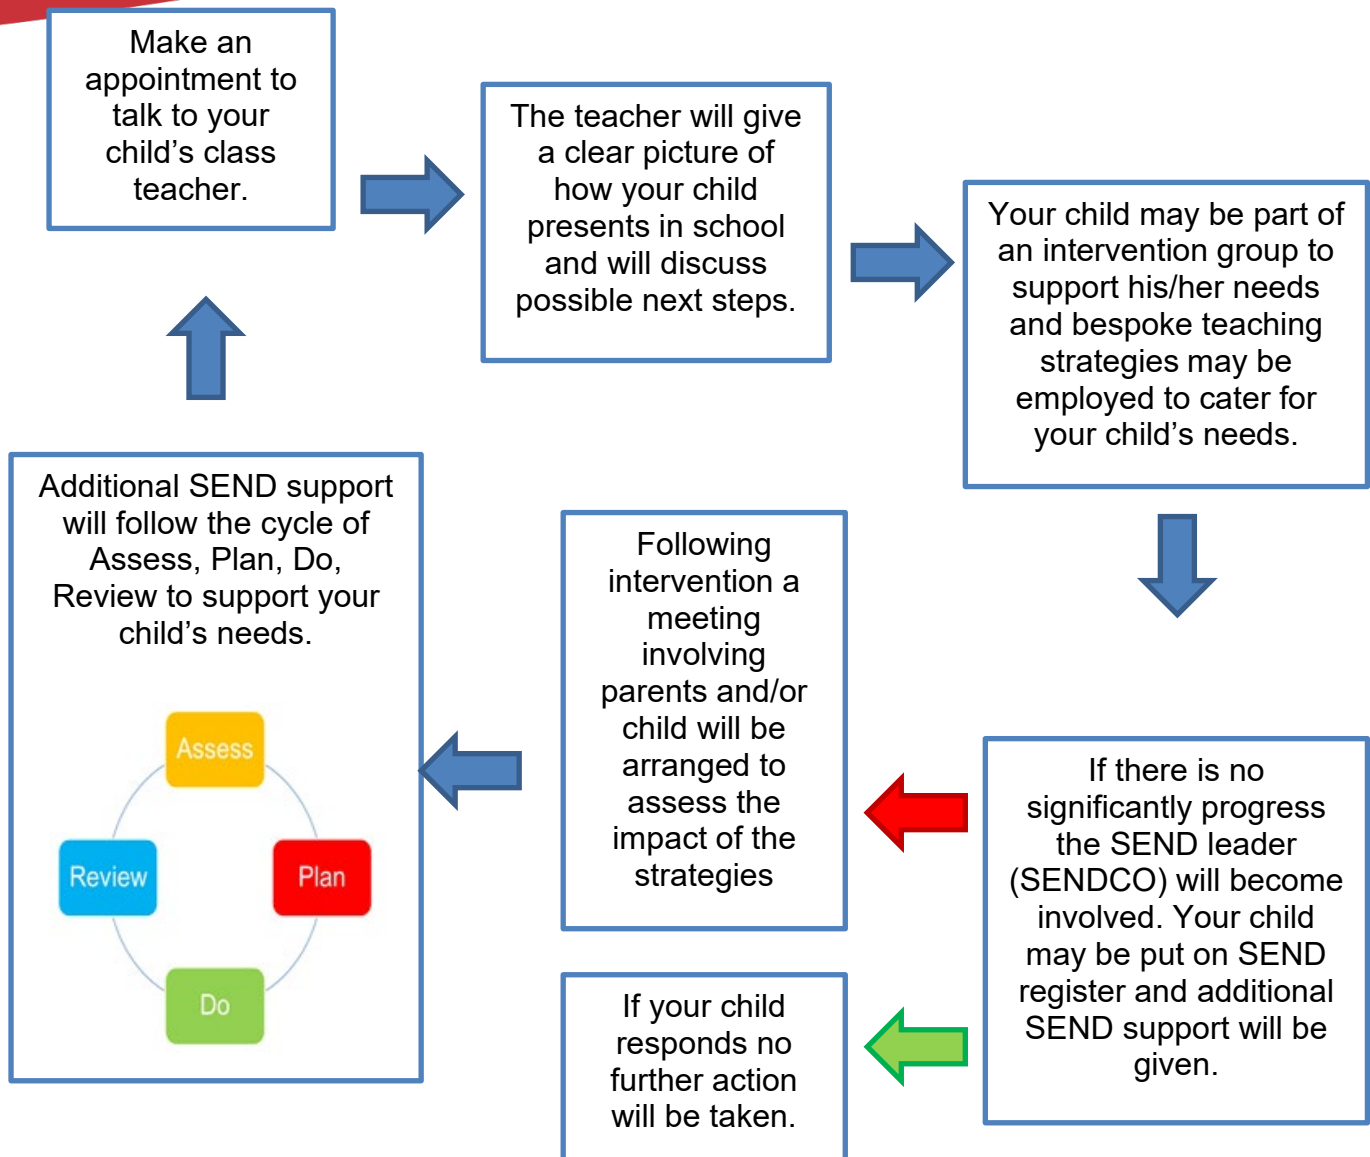 Make an
appointment to
talk to your
child’s class
teacher.
The teacher will give
a clear picture of
how your child
presents in school
and will discuss
possible next steps.
Your child may be part of
an intervention group to
support his/her needs
and bespoke teaching
strategies may be
employed to cater for
your child’s needs.
If there is no
significantly progress
the SEND leader
(SENDCO) will become
involved. Your child
may be put on SEND
register and additional
SEND support will be
given.
Following
intervention a
meeting
involving
parents and/or
child will be
arranged to
assess the
impact of the
strategies
If your child
responds no
further action
will be taken.
Additional SEND support
will follow the cycle of
Assess, Plan, Do,
Review to support your
child’s needs.
Assess
Plan
Do
Review